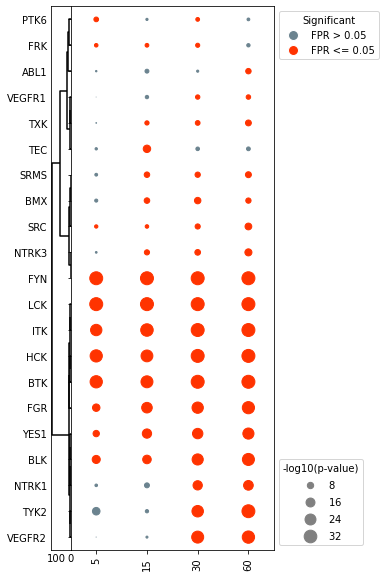 PTK6
FRK
ABL1
VEGFR1
TXK
TEC
SRMS
BMX
SRC
NTRK3
FYN
LCK
ITK
HCK
BTK
FGR
YES1
BLK
NTRK1
TYK2
VEGFR2
100 0
5
15
30
60
Significant
FPR > 0.05
FPR <= 0.05
-log10(p-value)
8
16
24
32